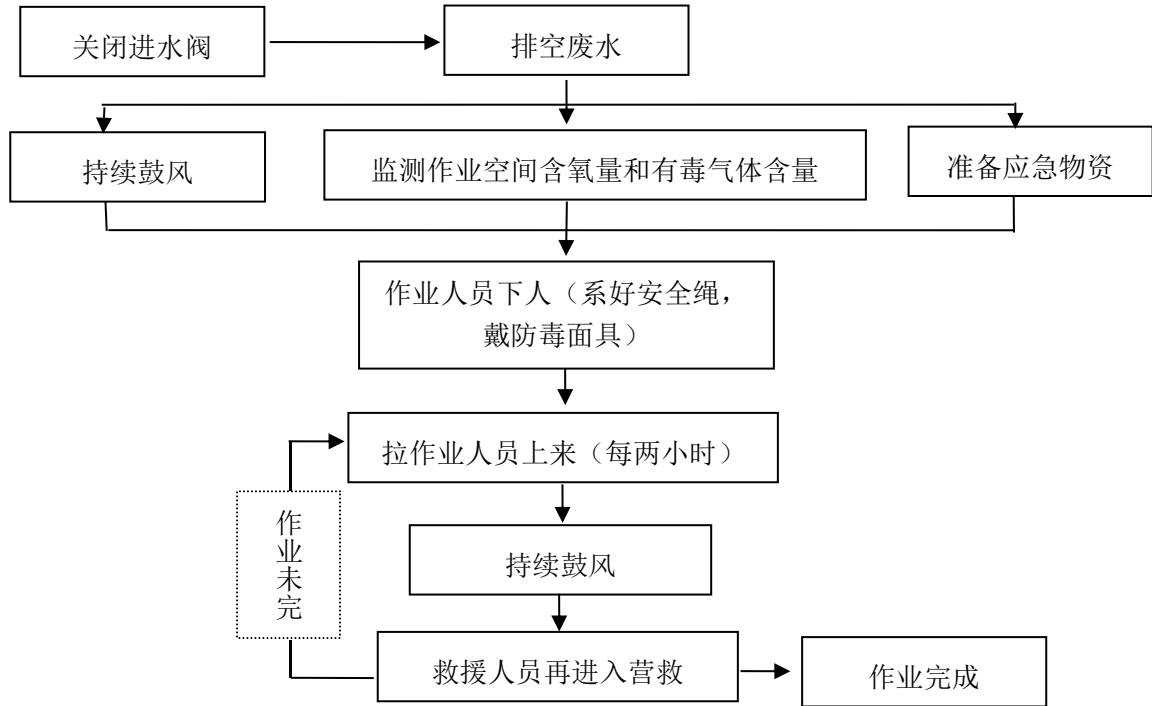 关闭进水阀
排空废水
持续鼓风
监测作业空间含氧量和有毒气体含量
准备应急物资
作业人员下人（系好安全绳，
戴防毒面具）
拉作业人员上来（每两小时）
作业未完
持续鼓风
救援人员再进入营救
作业完成